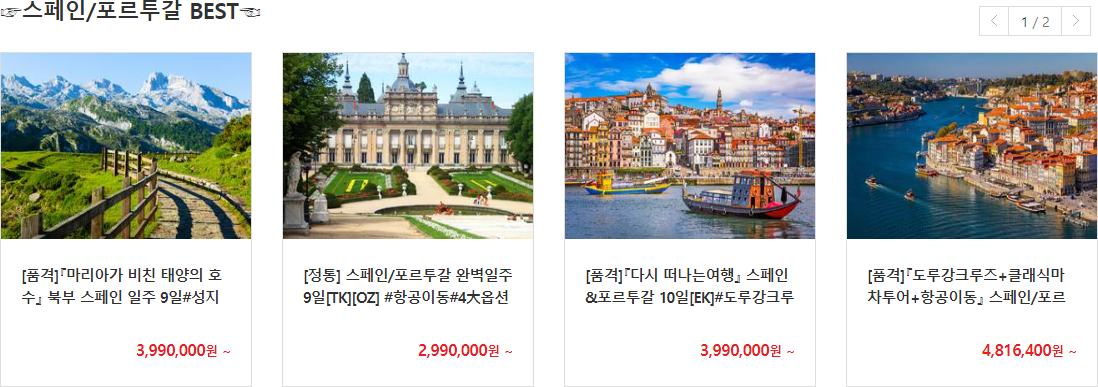 ☞스페인/포르투갈 BEST☜
1 / 2
[품격]『마리아가 비친 태양의 호
수』 북부 스페인 일주 9일#성지
3,990,000원 ~
[정통] 스페인/포르투갈 완벽일주
9일[TK][OZ] #항공이동#4大옵션
2,990,000원 ~
[품격]『다시 떠나는여행』 스페인
&포르투갈 10일[EK]#도루강크루
3,990,000원 ~
[품격]『도루강크루즈+클래식마
차투어+항공이동』 스페인/포르
4,816,400원 ~